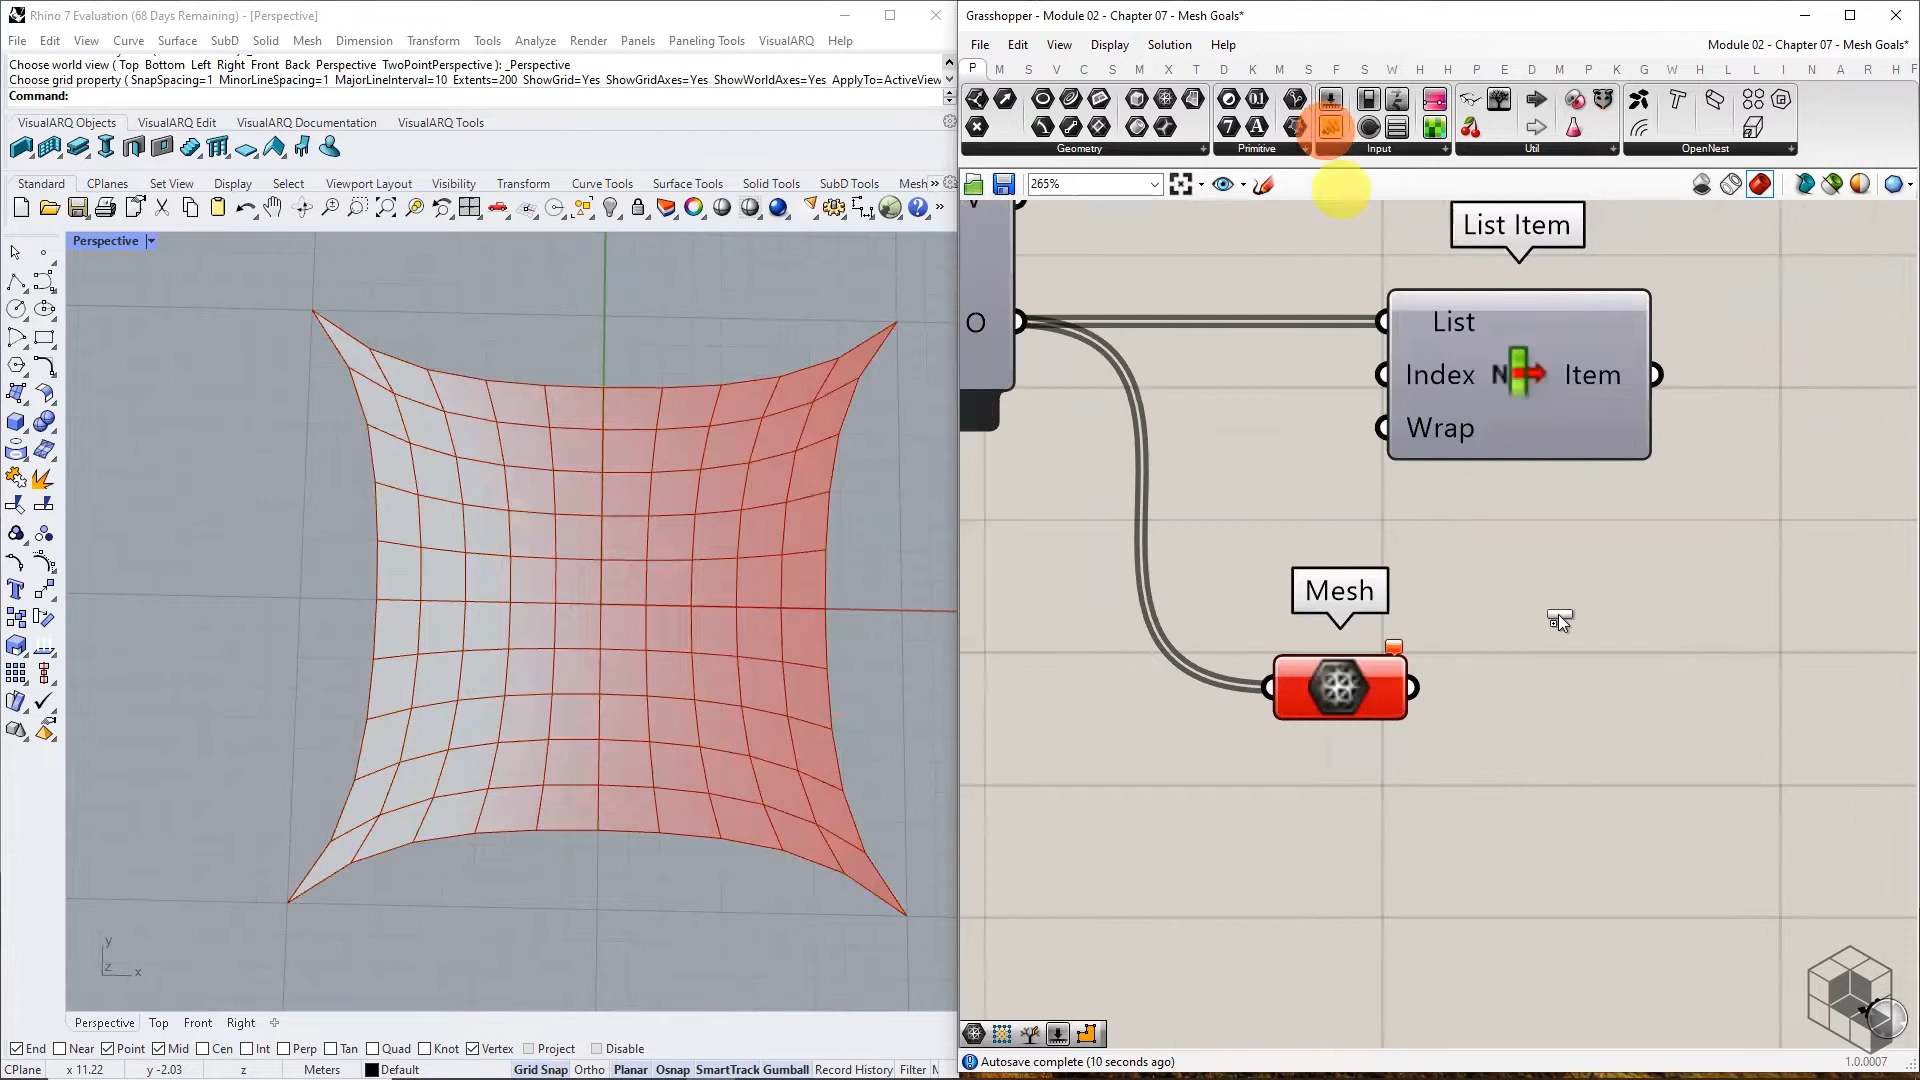 Rhino 7 Evaluation (68 Days Remaining) - [Perspective]
File Edit View Curve Surface SubD Solid Mesh Dimension Transform Tools Analyze Render Panels Paneling Tools VisualARQ Help
Choose world view ( Top Bottom Left Right Front Back Perspective TwoPointPerspective ): _Perspective
Choose grid property ( SnapSpacing=1 MinorLineSpacing=1 MajorLineInterval=10 Extents=200 ShowGrid=Yes ShowGridAxes=Yes ShowWorldAxes=Yes ApplyTo=ActiveView
Command:
VisualARQ Objects VisualARQ Edit VisualARQ Documentation VisualARQ Tools
Standard CPlanes Set View Display Select Viewport Layout Visibility Transform Curve Tools Surface Tools Solid Tools SubD Tools Mesh »
Perspective
y
z
x
Perspective Top Front Right
End Near Point Mid Cen Int Perp Tan Quad Knot Vertex Project Disable
CPlane x 11.22 y -2.03 z Meters Default Grid Snap Ortho Planar Osnap SmartTrack Gumball Record History Filter
Grasshopper - Module 02 - Chapter 07 - Mesh Goals*
File Edit View Display Solution Help Module 02 - Chapter 07 - Mesh Goals*
P M S V C S M I X T D K M S F S W K G T P E D M P K E C W K H L B L L I N A R H F
Geometry Primitive Input Util OpenNest
265%
List Item
O
List
Index N Item
Wrap
Mesh
Autosave complete (10 seconds ago) 1.0.0007